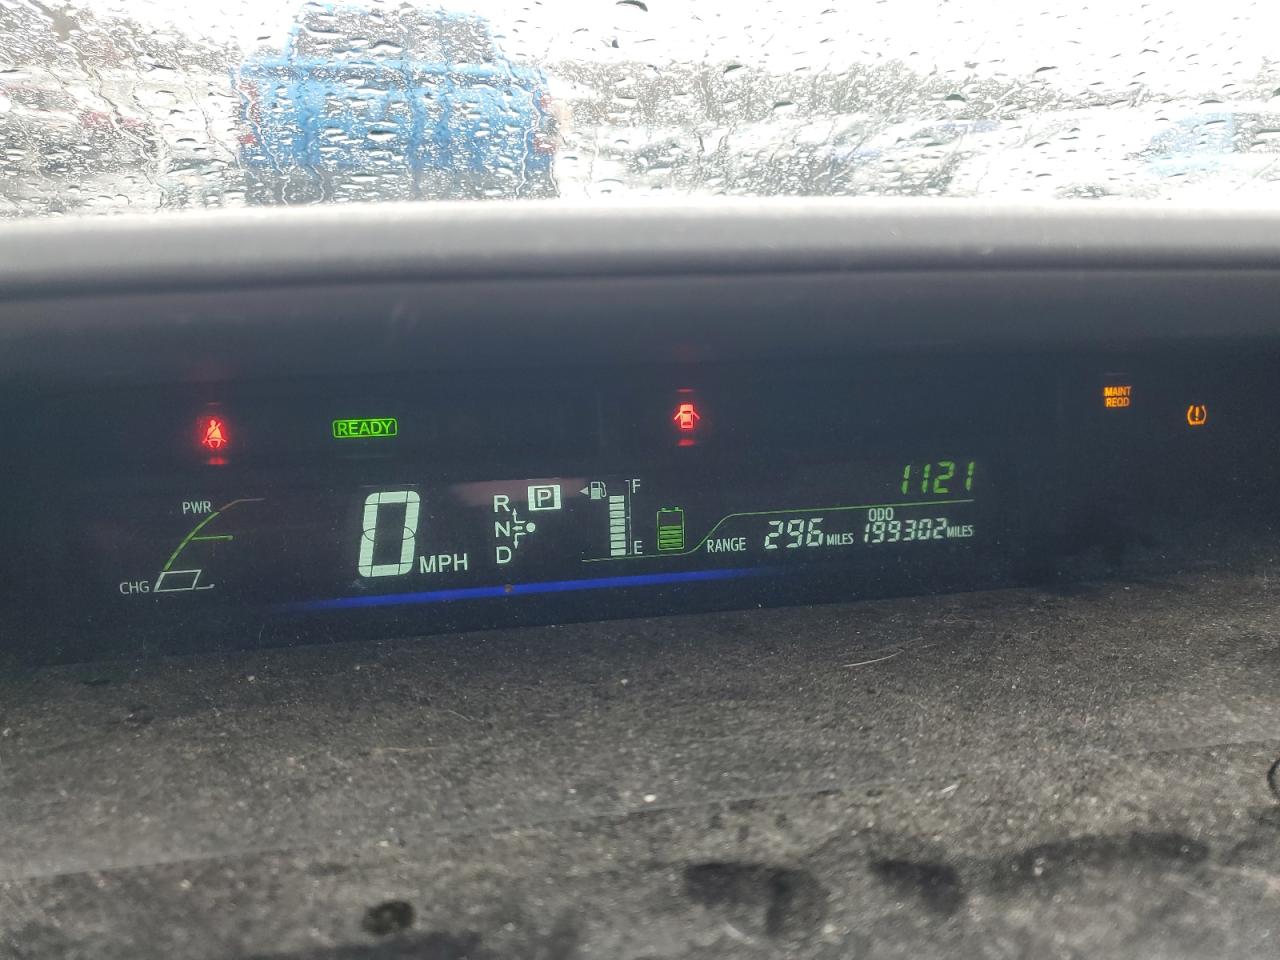 MAINT
REQD
READY
1121
PWR
0 MPH
R P
N
D
F
E
ODO
RANGE 296 MILES 199302 MILES
CHG